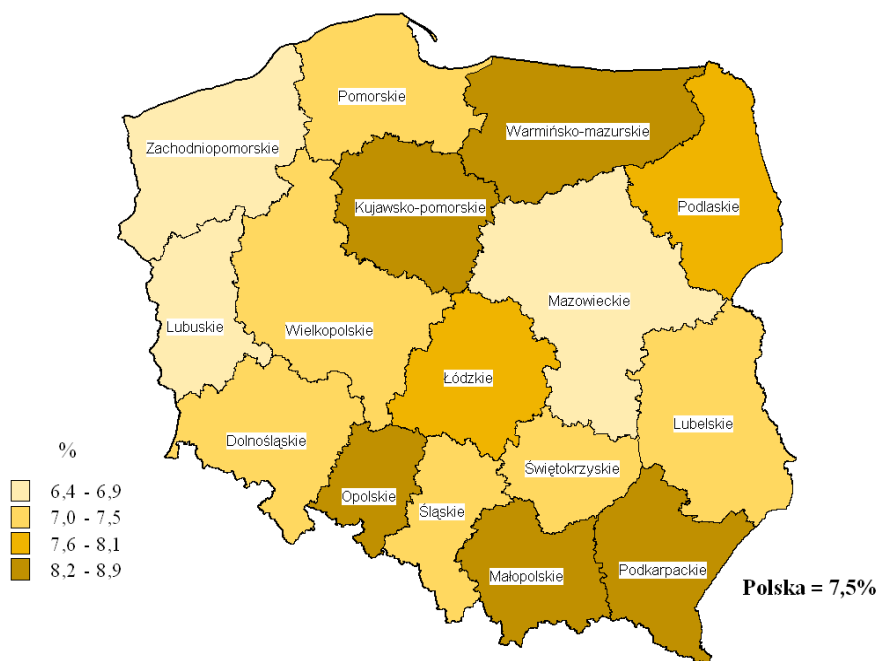 Pomorskie
Warmińsko-mazurskie
Zachodniopomorskie
Kujawsko-pomorskie
Podlaskie
Mazowieckie
Lubuskie
Wielkopolskie
Łódzkie
Lubelskie
Dolnośląskie
Świętokrzyskie
Opolskie
Śląskie
Małopolskie
Podkarpackie
%
6,4 - 6,9
7,0 - 7,5
7,6 - 8,1
8,2 - 8,9
Polska = 7,5%